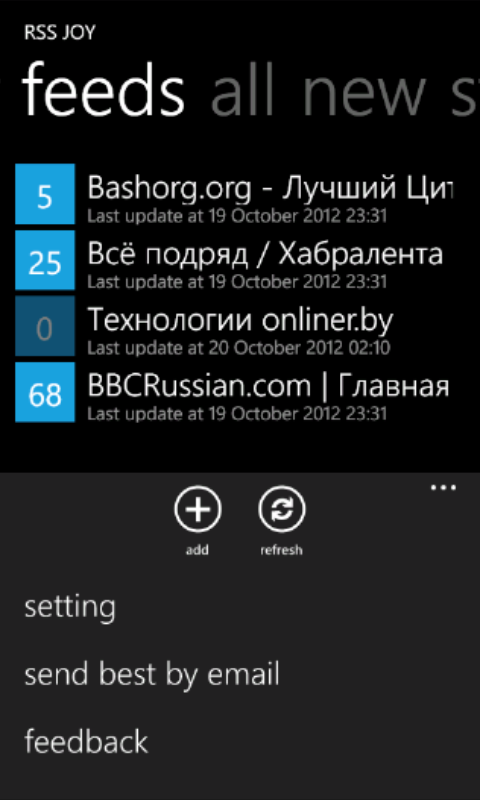 RSS JOY
feeds all new
5
Bashorg.org - Лучший
Last update at 19 October 2012 23:31
25
Всё подряд / Хабралента
Last update at 19 October 2012 23:31
0
Технологии onliner.by
Last update at 20 October 2012 02:10
68
BBCRussian.com | Главная
Last update at 19 October 2012 23:31
add refresh
setting
send best by email
feedback